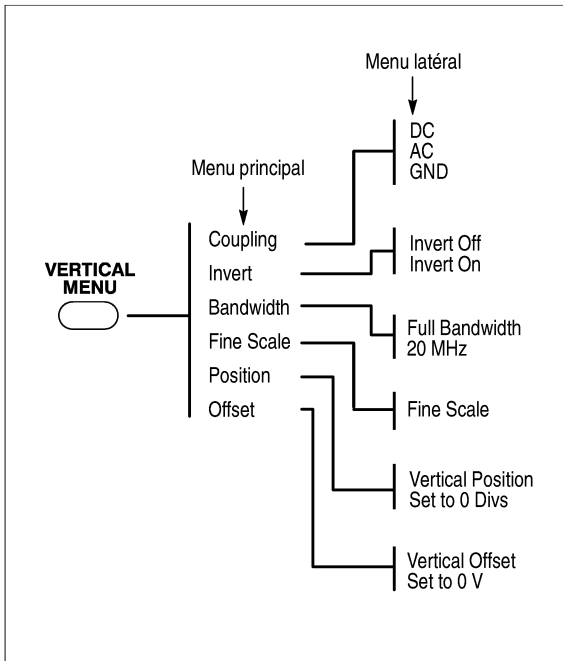 Menu latéral
DC
AC
GND
Menu principal
Coupling
Invert
Bandwidth
Fine Scale
Position
Offset
VERTICAL
MENU
Invert Off
Invert On
Full Bandwidth
20 MHz
Fine Scale
Vertical Position
Set to 0 Divs
Vertical Offset
Set to 0 V